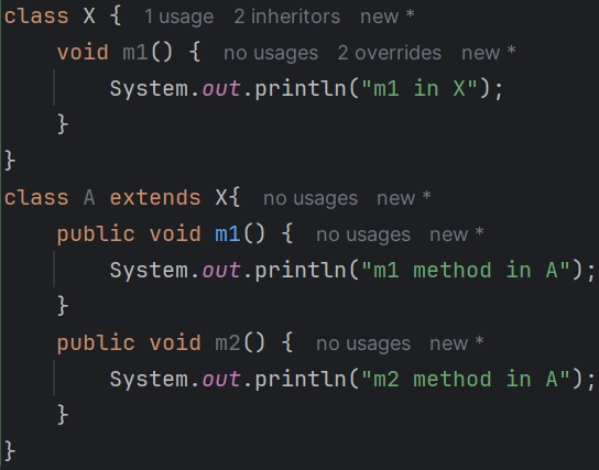 class X {  1 usage  2 inheritors  new *
    void m1() {  no usages  2 overrides  new *
        System.out.println("m1 in X");
    }
}
class A extends X{  no usages  new *
    public void m1() {  no usages  new *
        System.out.println("m1 method in A");
    }
    public void m2() {  no usages  new *
        System.out.println("m2 method in A");
    }
}